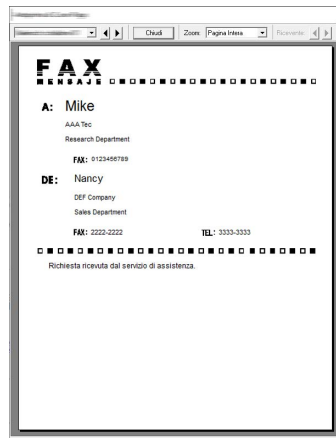 Chiudi Zoom: Pagina Intera Ricevente:
FAX
MENSAJE
A: Mike
AAA Tec
Research Department
FAX: 0123456789
DE: Nancy
DEF Company
Sales Department
FAX: 2222-2222 TEL: 3333-3333
Richiesta ricevuta dal servizio di assistenza.